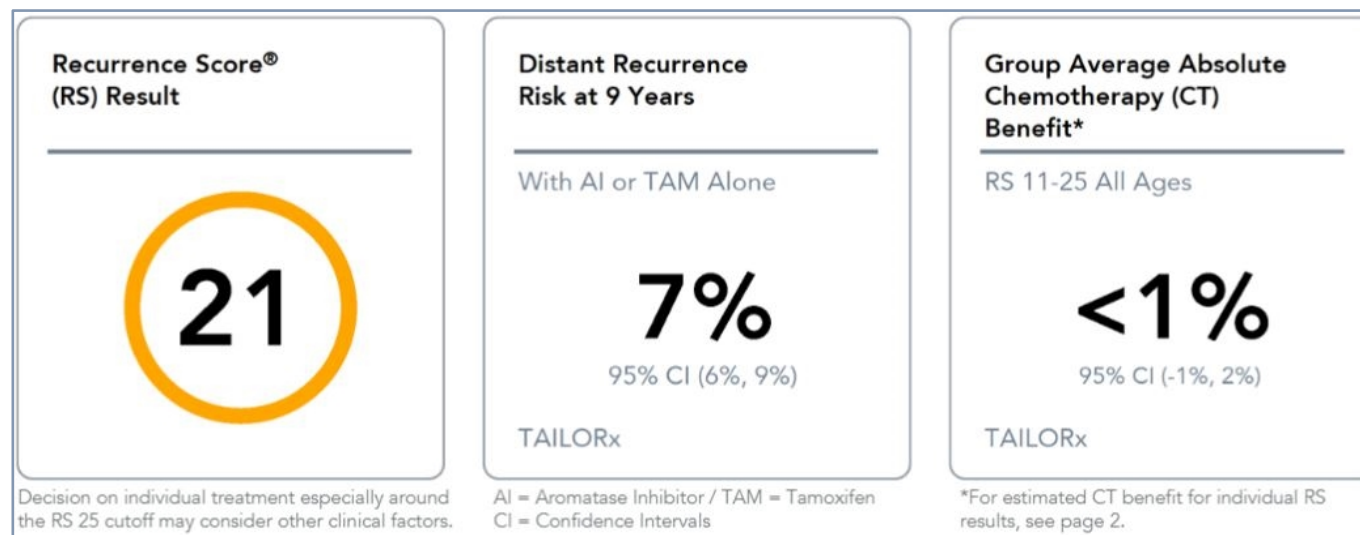 Recurrence Score®
(RS) Result
21
Decision on individual treatment especially around
the RS 25 cutoff may consider other clinical factors.
Distant Recurrence
Risk at 9 Years
With AI or TAM Alone
7%
95% CI (6%, 9%)
TAILORx
AI = Aromatase Inhibitor / TAM = Tamoxifen
CI = Confidence Intervals
Group Average Absolute
Chemotherapy (CT)
Benefit*
RS 11-25 All Ages
<1%
95% CI (-1%, 2%)
TAILORx
*For estimated CT benefit for individual RS
results, see page 2.